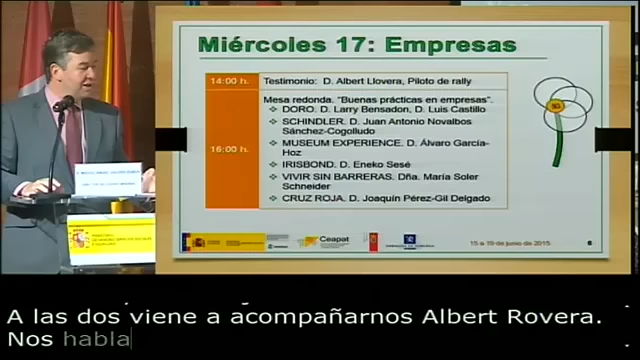 Miércoles 17: Empresas
14:00 h.
Testimonio: D. Albert Llovera, Piloto de rally
16:00 h.
Mesa redonda. "Buenas prácticas en empresas".
DORO. D. Larry Bensadon, D. Luis Castillo
SCHINDLER. D. Juan Antonio Novalbos
Sánchez-Cogolludo
MUSEUM EXPERIENCE. D. Álvaro García-
Hoz
IRISBOND. D. Eneko Sesé
VIVIR SIN BARRERAS. Dña. María Soler
Schneider
CRUZ ROJA. D. Joaquín Pérez-Gil Delgado
Ceapat
15 a 19 de junio de 2015
6
A las dos viene a acompañarnos Albert Rovera.
Nos habla